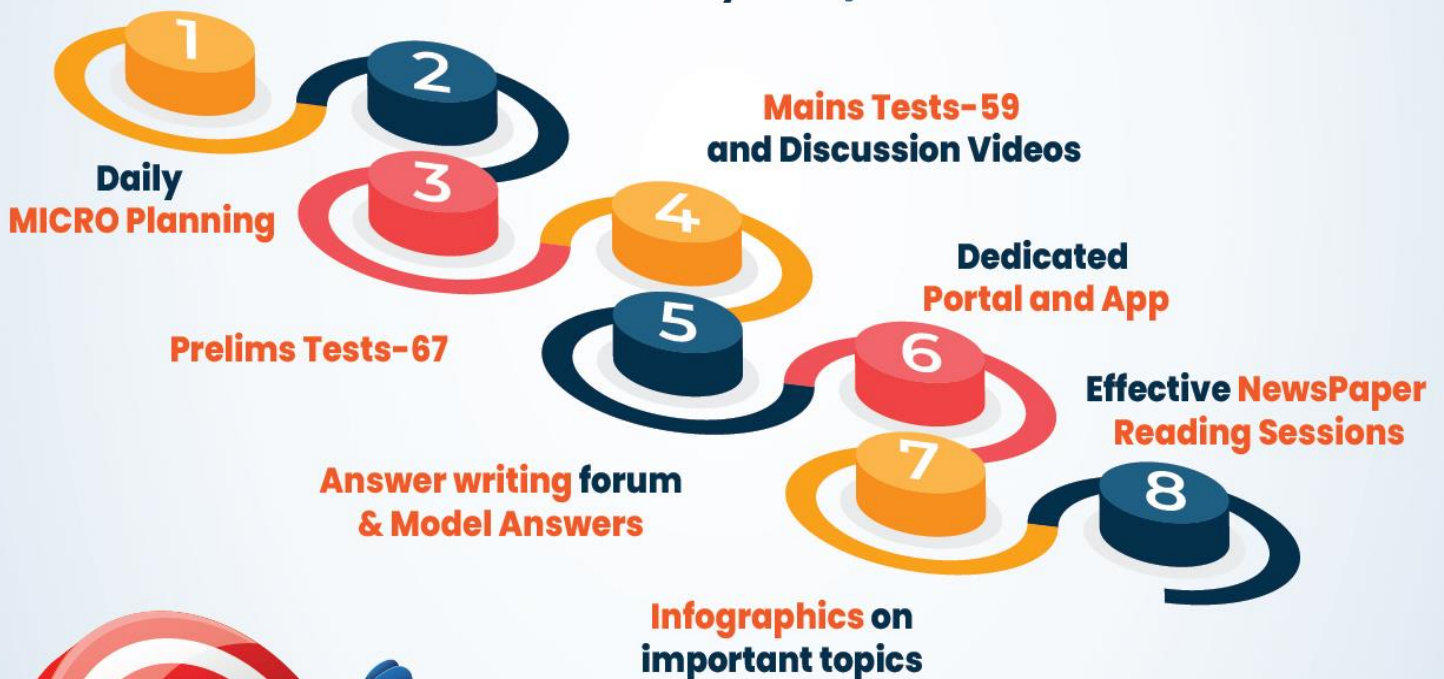 1
2
Mains Tests-59
and Discussion Videos
Daily
MICRO Planning
3
4
Dedicated
Portal and App
Prelims Tests-67
5
6
Effective NewsPaper
Reading Sessions
Answer writing forum
& Model Answers
7
8
Infographics on
important topics